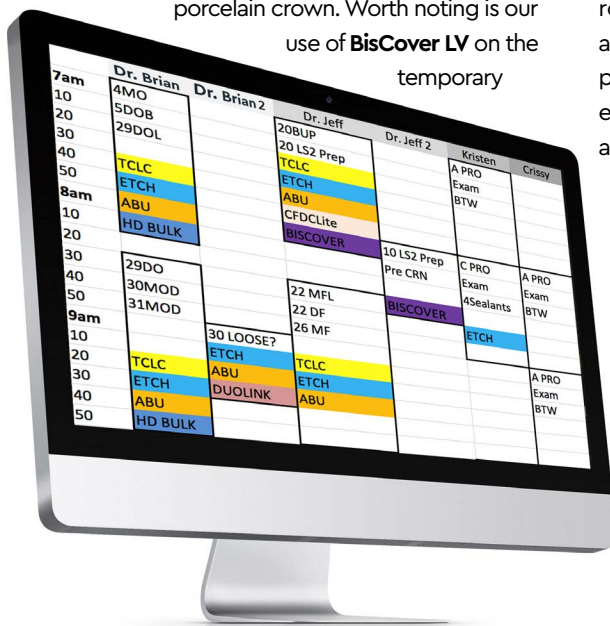 porcelain crown. Worth noting is our
use of BisCover LV on the
temporary
7am
10
20
30
40
50
8am
10
20
30
40
50
9am
10
20
30
40
50
Dr. Brian
4MO
5DOB
29DOL
TCLC
ETCH
ABU
HD BULK
29DO
30MOD
31MOD
TCLC
ETCH
ABU
HD BULK
Dr. Brian 2
30 LOOSE?
ETCH
ABU
DUOLINK
Dr. Jeff
20BUP
20 LS2 Prep
TCLC
ETCH
ABU
CFDCLite
BISCOVER
22 MFL
22 DF
26 MF
TCLC
ETCH
ABU
Dr. Jeff 2
10 LS2 Prep
Pre CRN
BISCOVER
Kristen
A PRO
Exam
BTW
C PRO
Exam
4Sealants
ETCH
Crissy
A PRO
Exam
BTW
A PRO
Exam
BTW